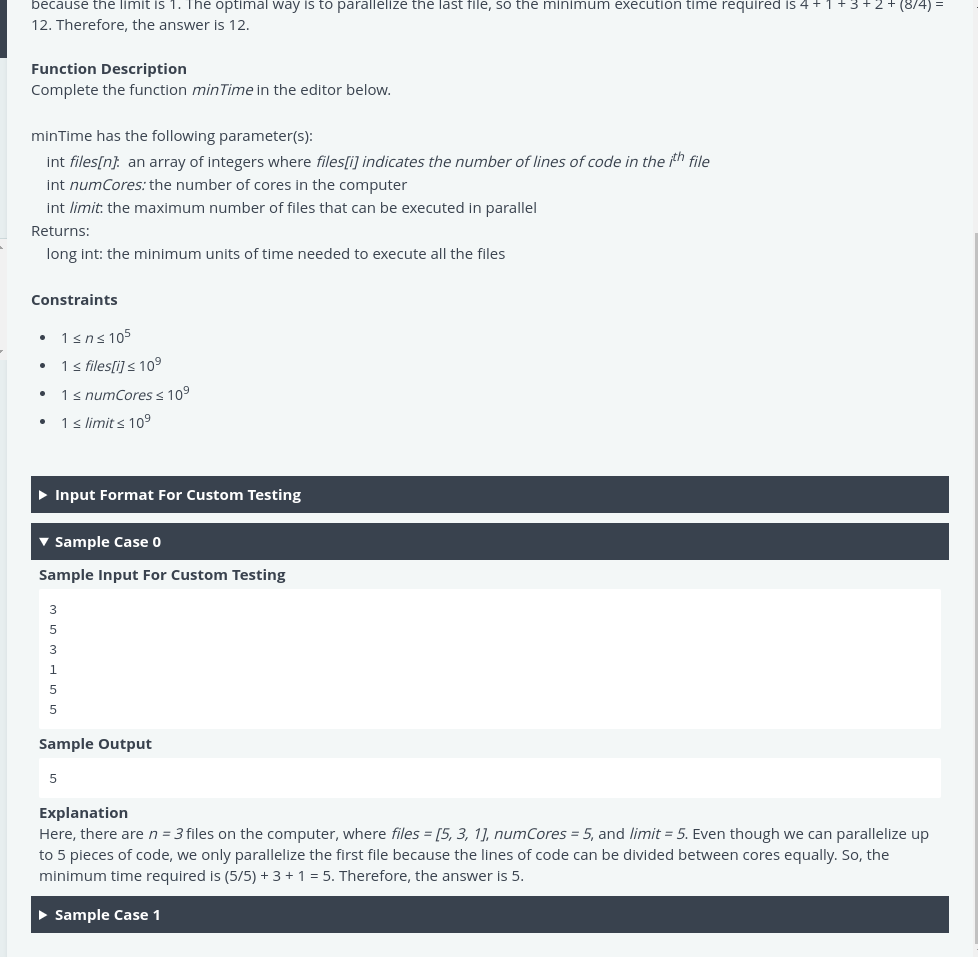 because the limit is 1. The optimal way is to parallelize the last file, so the minimum execution time required is 4 + 1 + 3 + 2 + (8/4) =
12. Therefore, the answer is 12.
Function Description
Complete the function minTime in the editor below.
minTime has the following parameter(s):
int files[n]: an array of integers where files[i] indicates the number of lines of code in the ith file
int numCores: the number of cores in the computer
int limit: the maximum number of files that can be executed in parallel
Returns:
long int: the minimum units of time needed to execute all the files
Constraints
• 1 ≤ n ≤ 10^5
• 1 ≤ files[i] ≤ 10^9
• 1 ≤ numCores ≤ 10^9
• 1 ≤ limit ≤ 10^9
Input Format For Custom Testing
Sample Case 0
Sample Input For Custom Testing
3
5
3
1
5
5
Sample Output
5
Explanation
Here, there are n = 3 files on the computer, where files = [5, 3, 1], numCores = 5, and limit = 5. Even though we can parallelize up
to 5 pieces of code, we only parallelize the first file because the lines of code can be divided between cores equally. So, the
minimum time required is (5/5) + 3 + 1 = 5. Therefore, the answer is 5.
Sample Case 1